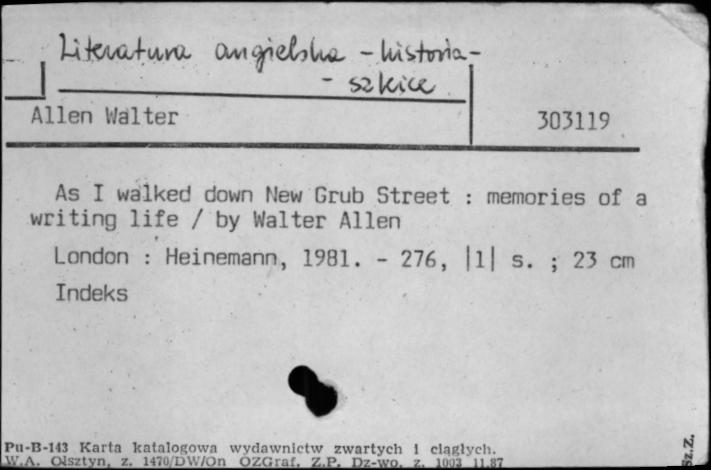 Literatura angielska - historia -
- szkice
Allen Walter
303119
As I walked down New Grub Street : memories of a
writing life / by Walter Allen
London : Heinemann, 1981. - 276, |1| s. ; 23 cm
Indeks
Pu-B-143 Karta katalogowa wydawnictw zwartych i ciągłych.
W.A. Olsztyn, z. 1470/DW/On OZGraf. Z.P. Dz-wo, z. 1003 11.87
Sz.Z.